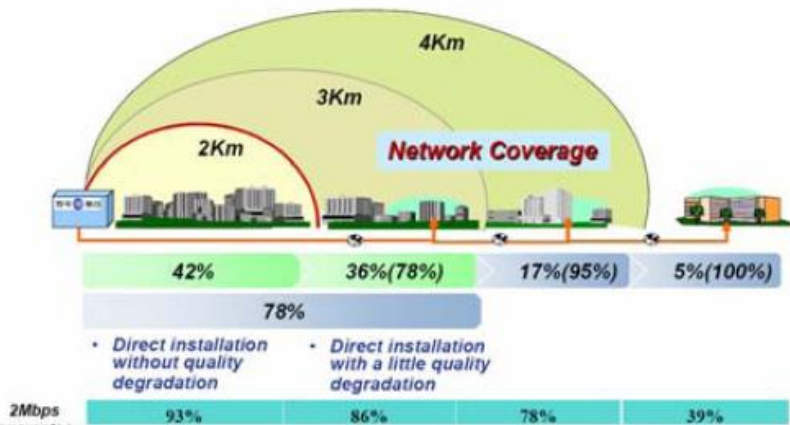 4Km
3Km
2Km
Network Coverage
42%
36%(78%)
17%(95%)
5%(100%)
78%
• Direct installation
without quality
degradation
• Direct installation
with a little quality
degradation
2Mbps
93%
86%
78%
39%